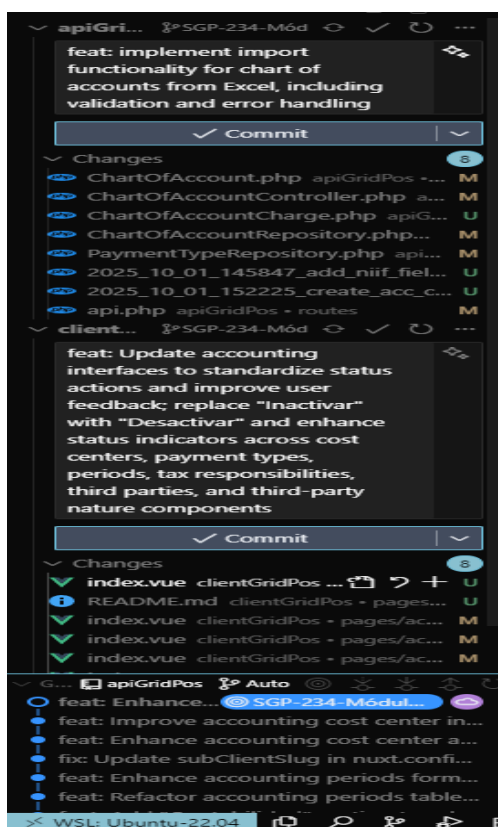 apiGri... SGP-234-Mód ...
feat: implement import
functionality for chart of
accounts from Excel, including
validation and error handling
Commit
Changes 8
ChartOfAccount.php apiGridPos •... M
ChartOfAccountController.php a... M
ChartOfAccountCharge.php apiG... U
ChartOfAccountRepository.php... M
PaymentTypeRepository.php api... M
2025_10_01_145847_add_niif_fiel... U
2025_10_01_152225_create_acc_c... U
api.php apiGridPos • routes M
client... SGP-234-Mód ...
feat: Update accounting
interfaces to standardize status
actions and improve user
feedback; replace "Inactivar"
with "Desactivar" and enhance
status indicators across cost
centers, payment types,
periods, tax responsibilities,
third parties, and third-party
nature components
Commit
Changes 8
index.vue clientGridPos ... U
README.md clientGridPos • pages... U
index.vue clientGridPos • pages/ac... M
index.vue clientGridPos • pages/ac... M
index.vue clientGridPos • pages/ac... M
G... apiGridPos Auto
feat: Enhance... SGP-234-Módul...
feat: Improve accounting cost center in...
feat: Enhance accounting cost center a...
fix: Update subClientSlug in nuxt.confi...
feat: Enhance accounting periods form...
feat: Refactor accounting periods table...
WSL: Ubuntu-22.04